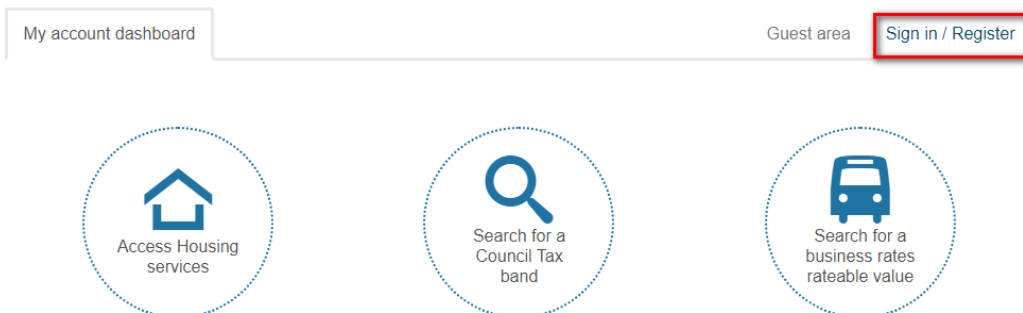 My account dashboard
Guest area
Sign in / Register
Access Housing
services
Search for a
Council Tax
band
Search for a
business rates
rateable value